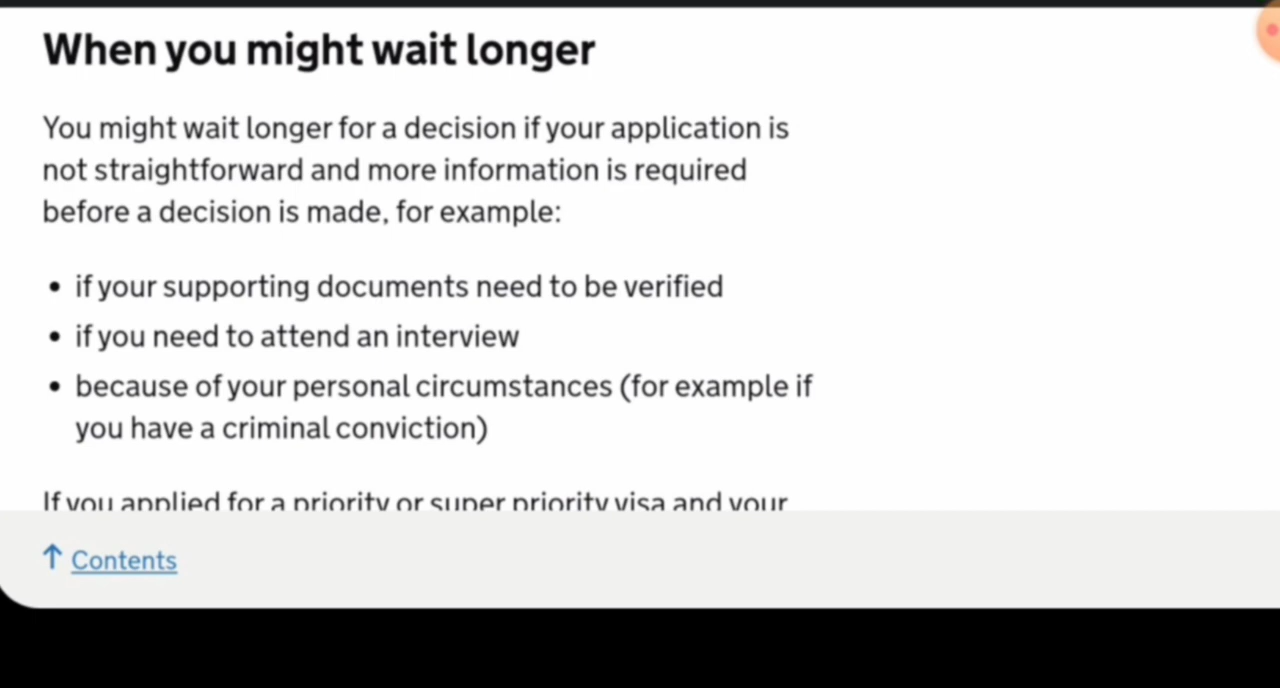 When you might wait longer
You might wait longer for a decision if your application is
not straightforward and more information is required
before a decision is made, for example:
• if your supporting documents need to be verified
• if you need to attend an interview
• because of your personal circumstances (for example if
you have a criminal conviction)
If you applied for a priority or super priority visa and your
↑ Contents